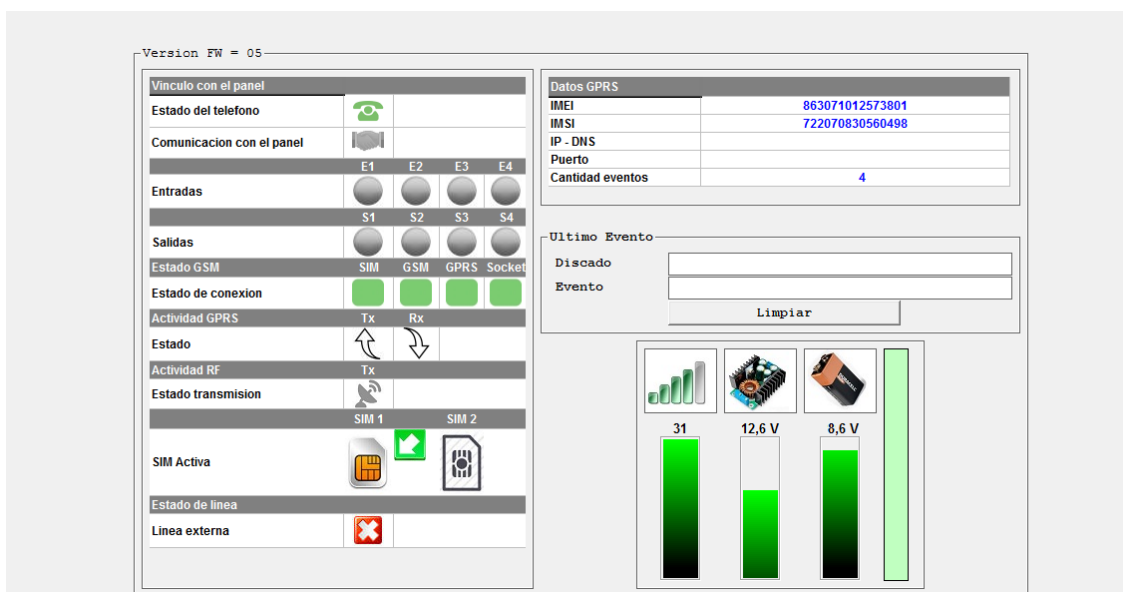 Version FW = 05
Vinculo con el panel
Estado del telefono
Comunicacion con el panel
E1 E2 E3 E4
Entradas
S1 S2 S3 S4
Salidas
Estado GSM SIM GSM GPRS Socket
Estado de conexion
Actividad GPRS Tx Rx
Estado
Actividad RF Tx
Estado transmision
SIM 1 SIM 2
SIM Activa
Estado de linea
Linea externa
Datos GPRS
IMEI 863071012573801
IMSI 722070830560498
IP - DNS
Puerto
Cantidad eventos 4
Ultimo Evento
Discado
Evento
Limpiar
31 12,6 V 8,6 V